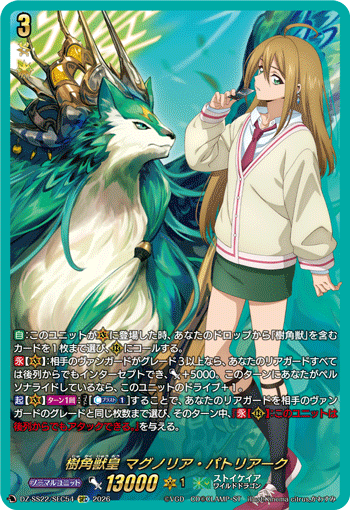 3
自：このユニットが に登場した時、あなたのドロップから「樹角獣」を含む
カードを1枚まで選び、 にコールする。
永【 】：相手のヴァンガードがグレード3以上なら、あなたのリアガードすべて
は後列からでもインターセプトでき、 +5000。このターンにあなたがペル
ソナライドしているなら、このユニットのドライブ+1。
起【 】【ターン1回】 することで、あなたのリアガードを相手のヴァ
ンガードのグレードと同じ枚数まで選び、そのターン中、『永【 】：このユニットは
後列からでもアタックできる。』を与える。
樹角獣皇 マグノリア・パトリアーク
ノーマルユニット
13000
1
ストイケイア
ワイルドドラゴン
DZ-SS22/SEC54 SEC 2026